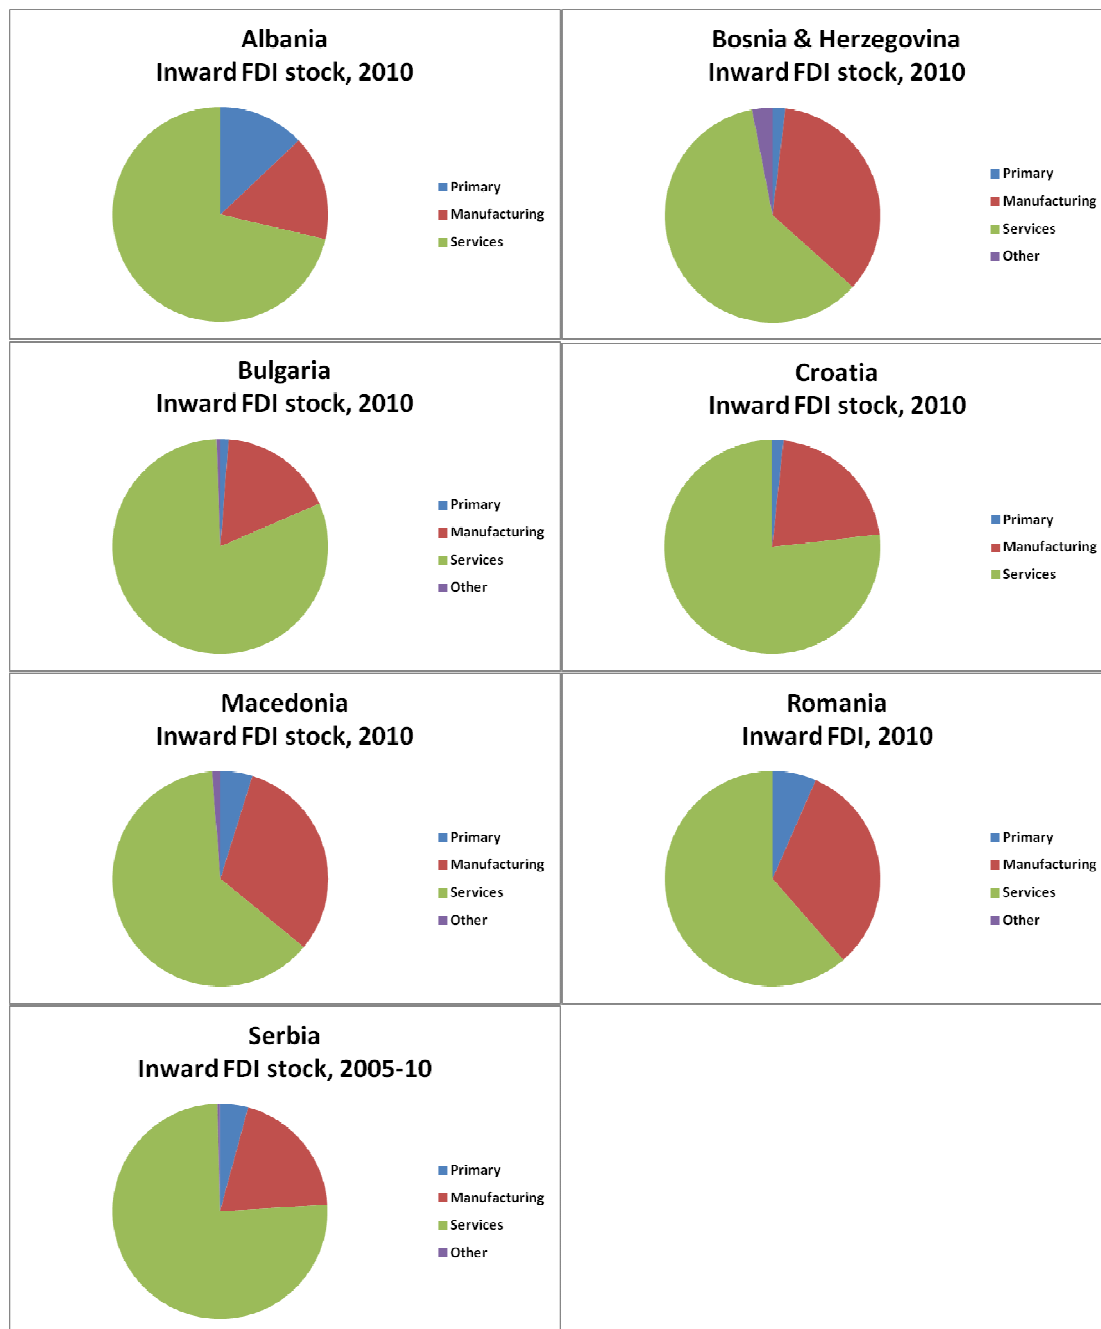 Albania
Inward FDI stock, 2010
Primary
Manufacturing
Services
Bosnia & Herzegovina
Inward FDI stock, 2010
Primary
Manufacturing
Services
Other
Bulgaria
Inward FDI stock, 2010
Primary
Manufacturing
Services
Other
Croatia
Inward FDI stock, 2010
Primary
Manufacturing
Services
Macedonia
Inward FDI stock, 2010
Primary
Manufacturing
Services
Other
Romania
Inward FDI, 2010
Primary
Manufacturing
Services
Other
Serbia
Inward FDI stock, 2005-10
Primary
Manufacturing
Services
Other